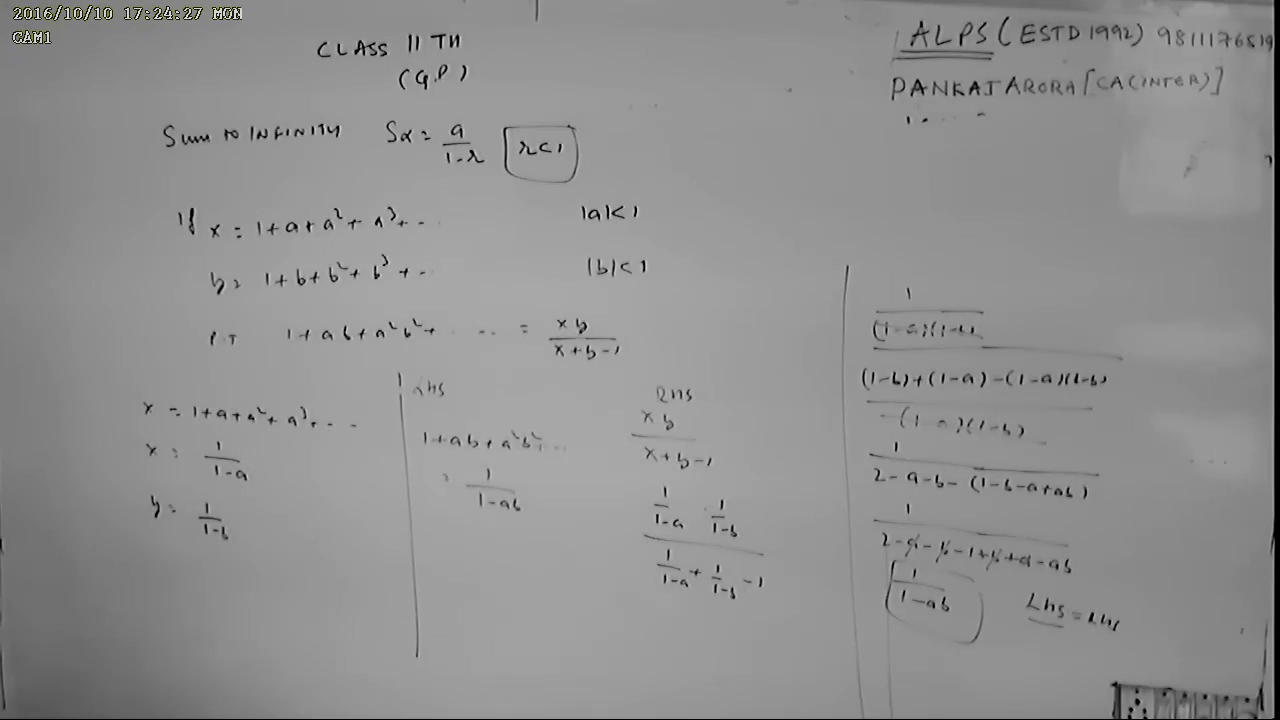 2016/10/10 17:24:27 MON
CAM1
CLASS 11 TH
(G.P)
ALPS (ESTD 1992) 9811176519
PANKAJ ARORA [CA(INTER)]
Sum to INFINITY S∝ = a/(1-r) r<1
If x = 1+a+a²+a³+.. |a|<1
y = 1+b+b²+b³+.. |b|<1
P.T 1+ab+a²b²+ ..... = xy/(x+y-1)
x = 1+a+a²+a³+...
x = 1/(1-a)
y = 1/(1-b)
LHS
1+ab+a²b²...
= 1/(1-ab)
RHS
xy/(x+y-1)
1/(1-a) . 1/(1-b)
1/(1-a) + 1/(1-b) -1
1
(1-a)(1-b)
(1-b)+(1-a)-(1-a)(1-b)
(1-a)(1-b)
1
2-a-b-(1-b-a+ab)
1
2-a-b-1+b+a-ab
1/(1-ab) LHS = RHS